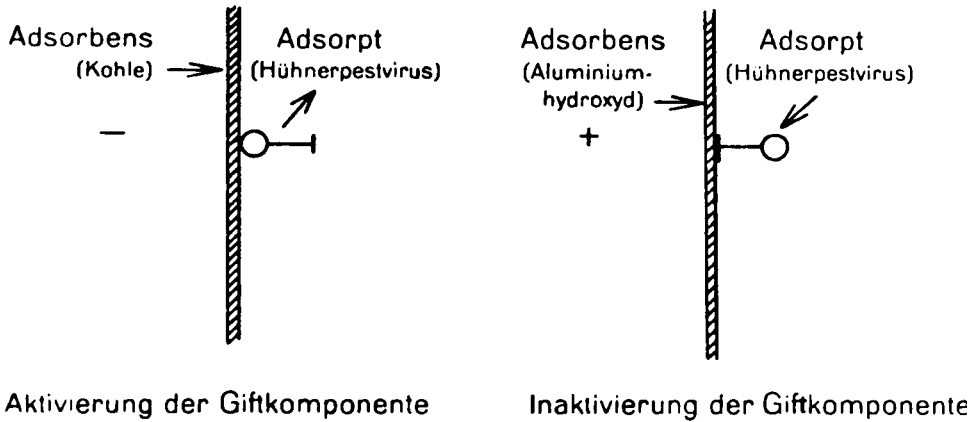 Adsorbens
(Kohle)
Adsorpt
(Hühnerpestvirus)
−
Aktivierung der Giftkomponente
Adsorbens
(Aluminium-
hydroxyd)
Adsorpt
(Hühnerpestvirus)
+
Inaktivierung der Giftkomponente